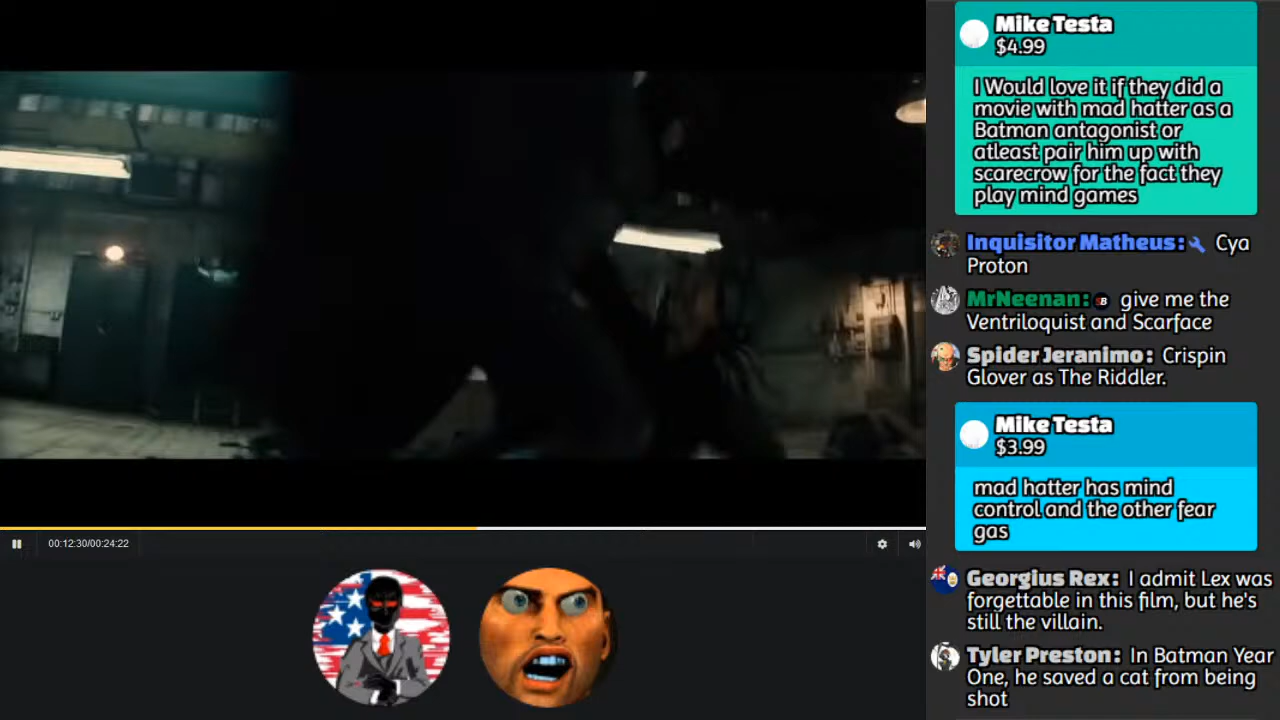 Mike Testa
$4.99
I Would love it if they did a
movie with mad hatter as a
Batman antagonist or
atleast pair him up with
scarecrow for the fact they
play mind games
Inquisitor Matheus: Cya
Proton
MrNeenan: give me the
Ventriloquist and Scarface
Spider Jeranimo: Crispin
Glover as The Riddler.
Mike Testa
$3.99
mad hatter has mind
control and the other fear
gas
Georgius Rex: I admit Lex was
forgettable in this film, but he's
still the villain.
Tyler Preston: In Batman Year
One, he saved a cat from being
shot
00:12:30/00:24:22